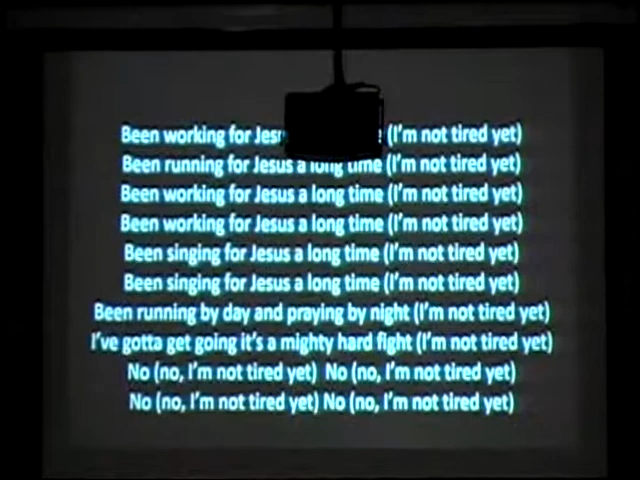 Been working for Jesu (I'm not tired yet)
Been running for Jesus a long time (I'm not tired yet)
Been working for Jesus a long time (I'm not tired yet)
Been working for Jesus a long time (I'm not tired yet)
Been singing for Jesus a long time (I'm not tired yet)
Been singing for Jesus a long time (I'm not tired yet)
Been running by day and praying by night (I'm not tired yet)
I've gotta get going it's a mighty hard fight (I'm not tired yet)
No (no, I'm not tired yet) No (no, I'm not tired yet)
No (no, I'm not tired yet) No (no, I'm not tired yet)